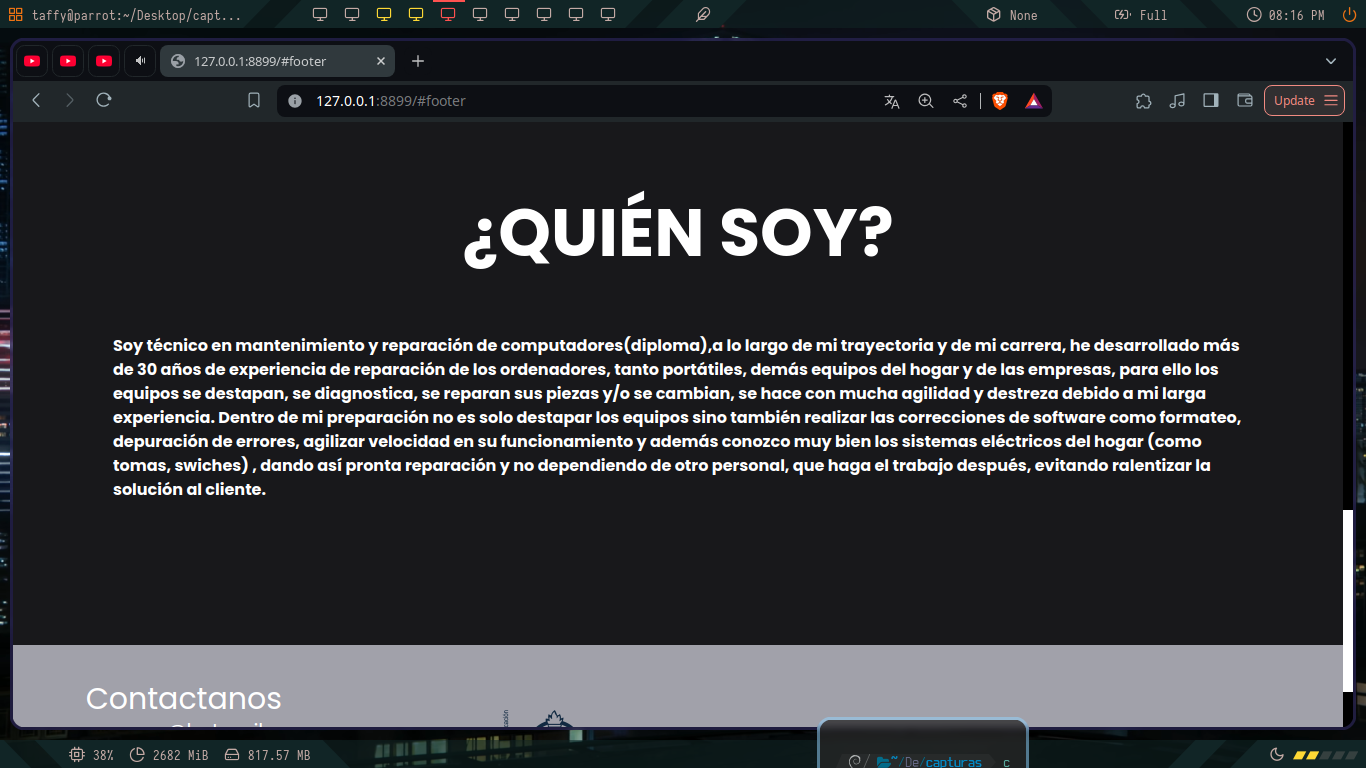 taffy@parrot:~/Desktop/capt...
None
Full
08:16 PM
127.0.0.1:8899/#footer
127.0.0.1:8899/#footer
Update
¿QUIÉN SOY?
Soy técnico en mantenimiento y reparación de computadores(diploma),a lo largo de mi trayectoria y de mi carrera, he desarrollado más
de 30 años de experiencia de reparación de los ordenadores, tanto portátiles, demás equipos del hogar y de las empresas, para ello los
equipos se destapan, se diagnostica, se reparan sus piezas y/o se cambian, se hace con mucha agilidad y destreza debido a mi larga
experiencia. Dentro de mi preparación no es solo destapar los equipos sino también realizar las correcciones de software como formateo,
depuración de errores, agilizar velocidad en su funcionamiento y además conozco muy bien los sistemas eléctricos del hogar (como
tomas, swiches) , dando así pronta reparación y no dependiendo de otro personal, que haga el trabajo después, evitando ralentizar la
solución al cliente.
Contactanos
38%
2682 MiB
817.57 MB
~/De/capturas c